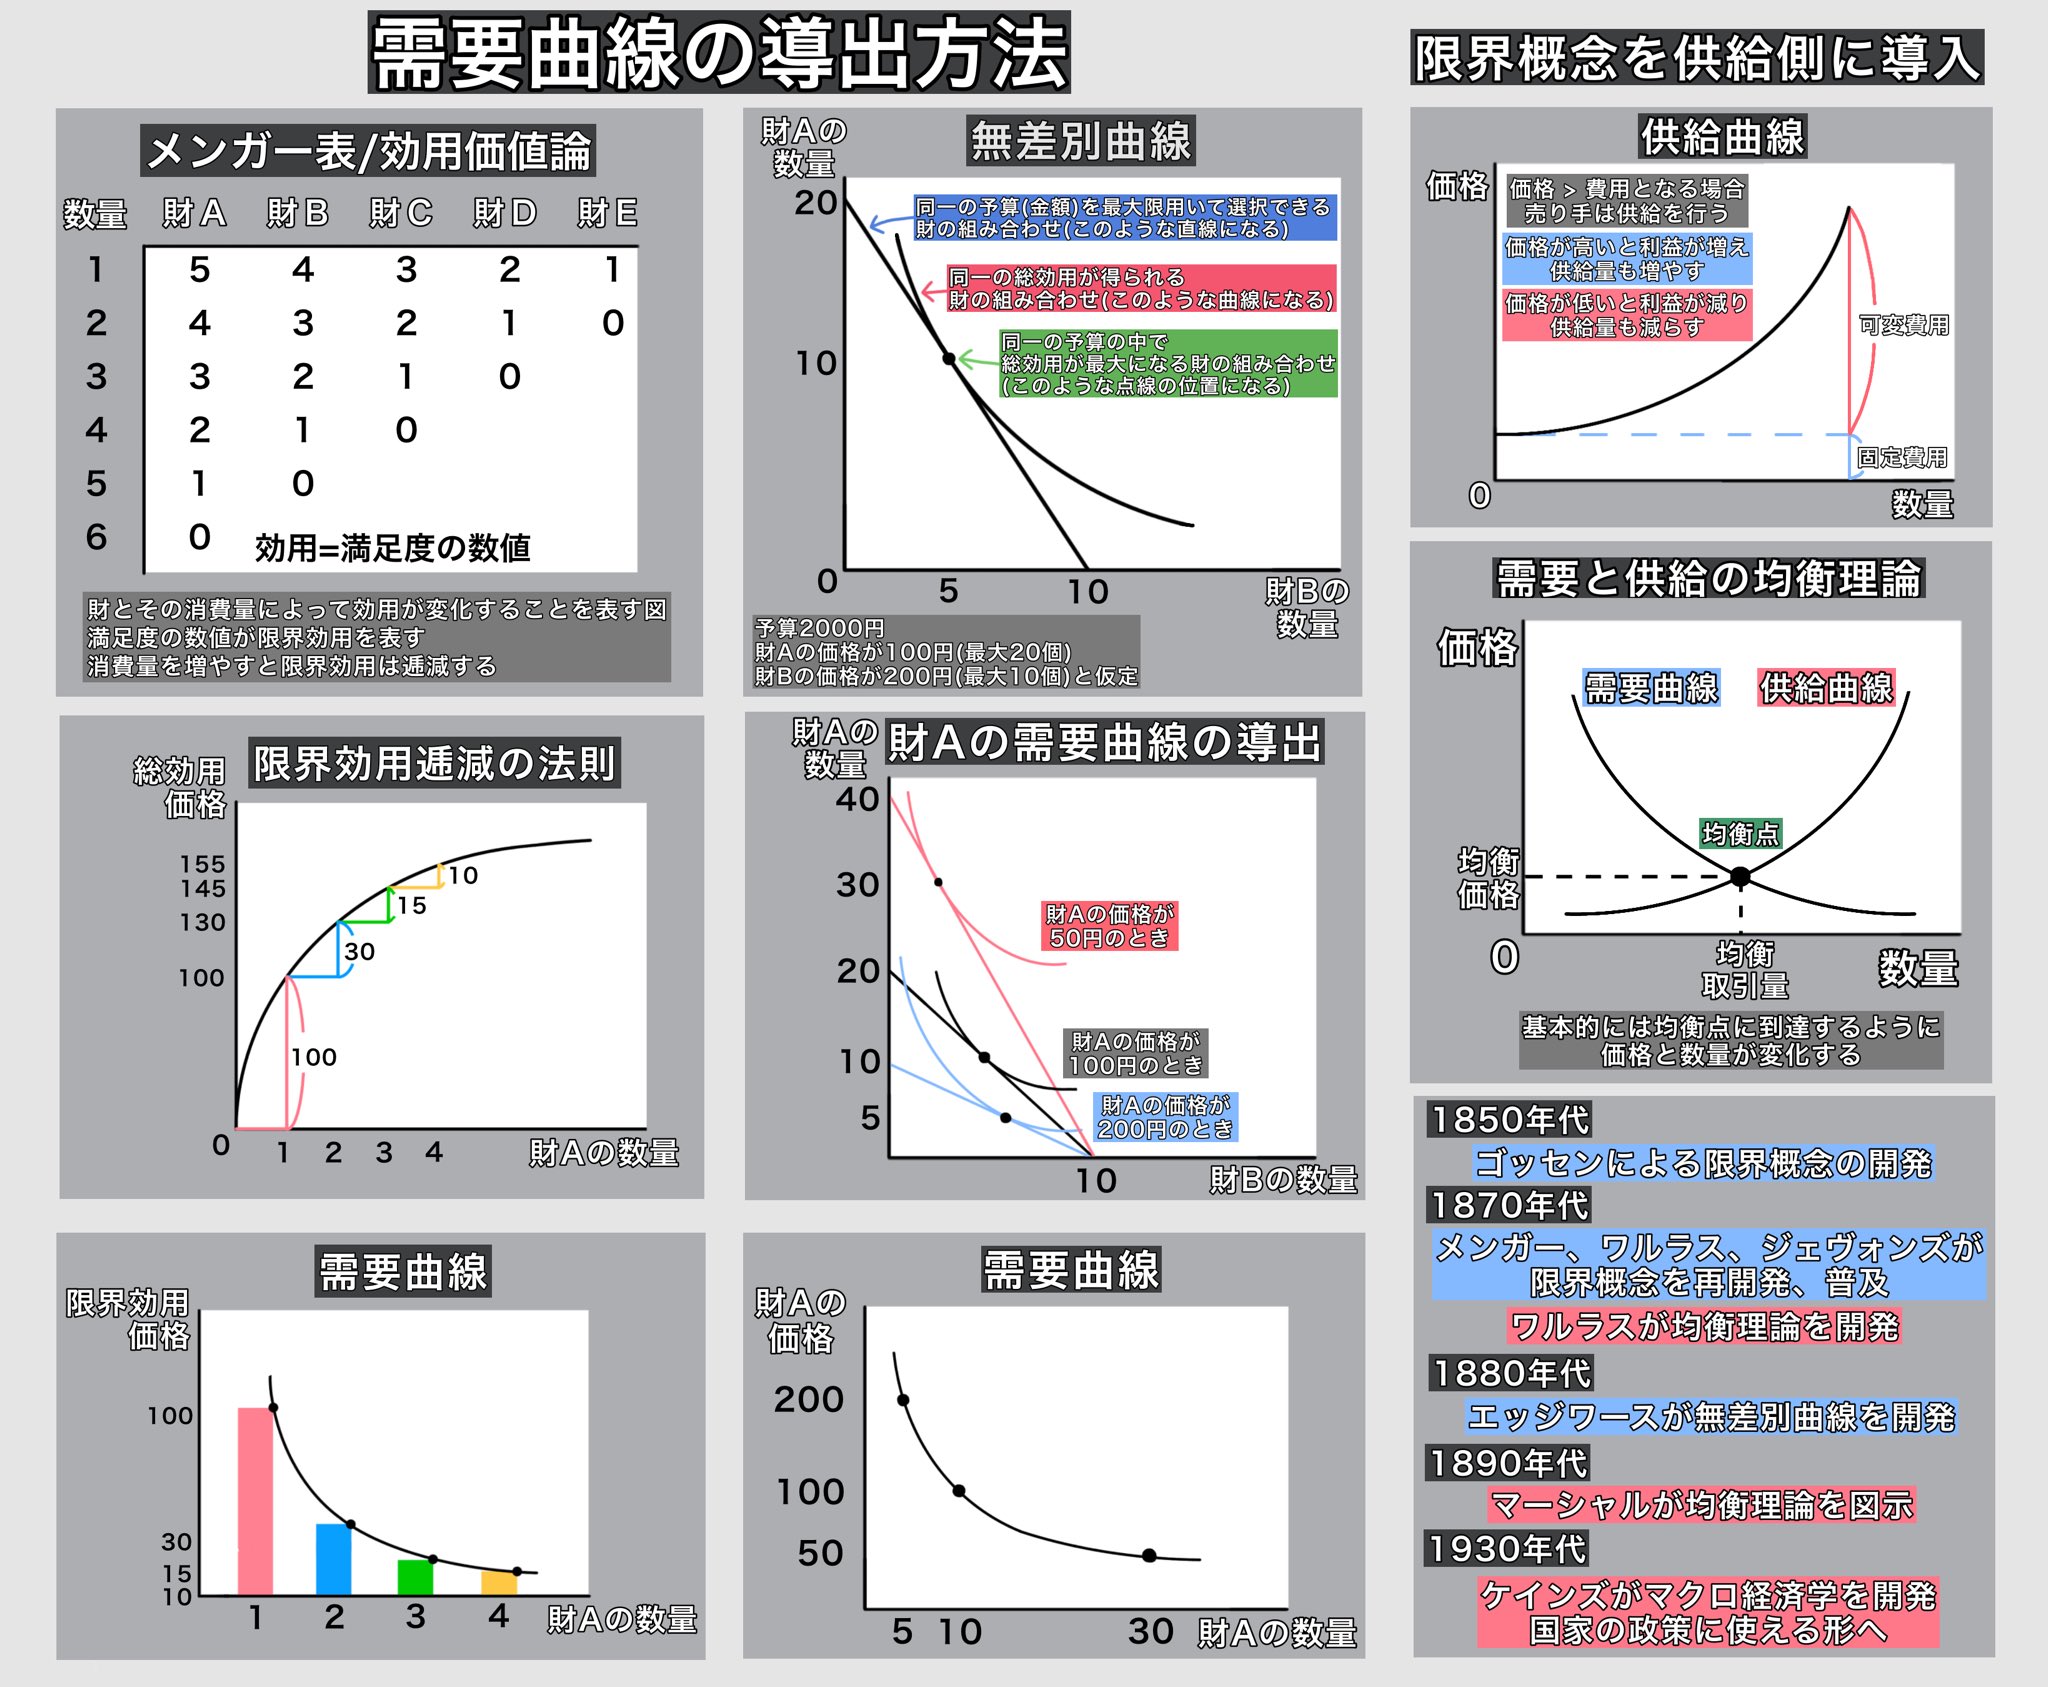 需要曲線の導出方法
メンガー表/効用価値論
数量 財A 財B 財C 財D 財E
1 5 4 3 2 1
2 4 3 2 1 0
3 3 2 1 0
4 2 1 0
5 1 0
6 0
効用=満足度の数値
財とその消費量によって効用が変化することを表す図
満足度の数値が限界効用を表す
消費量を増やすと限界効用は逓減する
限界効用逓減の法則
総効用
価格
155
145
130
100
10
15
30
100
0 1 2 3 4 財Aの数量
需要曲線
限界効用
価格
100
30
15
10
1 2 3 4 財Aの数量
無差別曲線
財Aの
数量
20
10
0
同一の予算(金額)を最大限用いて選択できる
財の組み合わせ(このような直線になる)
同一の総効用が得られる
財の組み合わせ(このような曲線になる)
同一の予算の中で
総効用が最大になる財の組み合わせ
(このような点線の位置になる)
5 10 財Bの
数量
予算2000円
財Aの価格が100円(最大20個)
財Bの価格が200円(最大10個)と仮定
財Aの需要曲線の導出
財Aの
数量
40
30
20
10
5
財Aの価格が
50円のとき
財Aの価格が
100円のとき
財Aの価格が
200円のとき
10 財Bの数量
需要曲線
財Aの
価格
200
100
50
5 10 30 財Aの数量
限界概念を供給側に導入
供給曲線
価格
価格 > 費用となる場合
売り手は供給を行う
価格が高いと利益が増え
供給量も増やす
価格が低いと利益が減り
供給量も減らす
可変費用
固定費用
0 数量
需要と供給の均衡理論
価格
需要曲線 供給曲線
均衡点
均衡
価格
0 均衡
取引量
数量
基本的には均衡点に到達するように
価格と数量が変化する
1850年代
ゴッセンによる限界概念の開発
1870年代
メンガー、ワルラス、ジェヴォンズが
限界概念を再開発、普及
ワルラスが均衡理論を開発
1880年代
エッジワースが無差別曲線を開発
1890年代
マーシャルが均衡理論を図示
1930年代
ケインズがマクロ経済学を開発
国家の政策に使える形へ